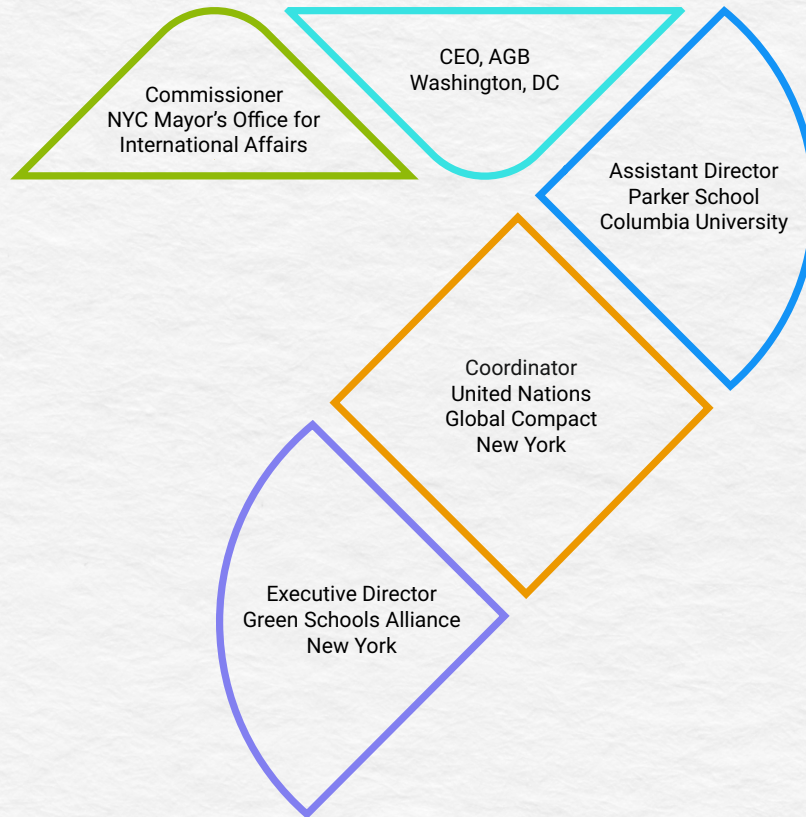 Commissioner
NYC Mayor’s Office for
International Affairs
CEO, AGB
Washington, DC
Assistant Director
Parker School
Columbia University
Coordinator
United Nations
Global Compact
New York
Executive Director
Green Schools Alliance
New York